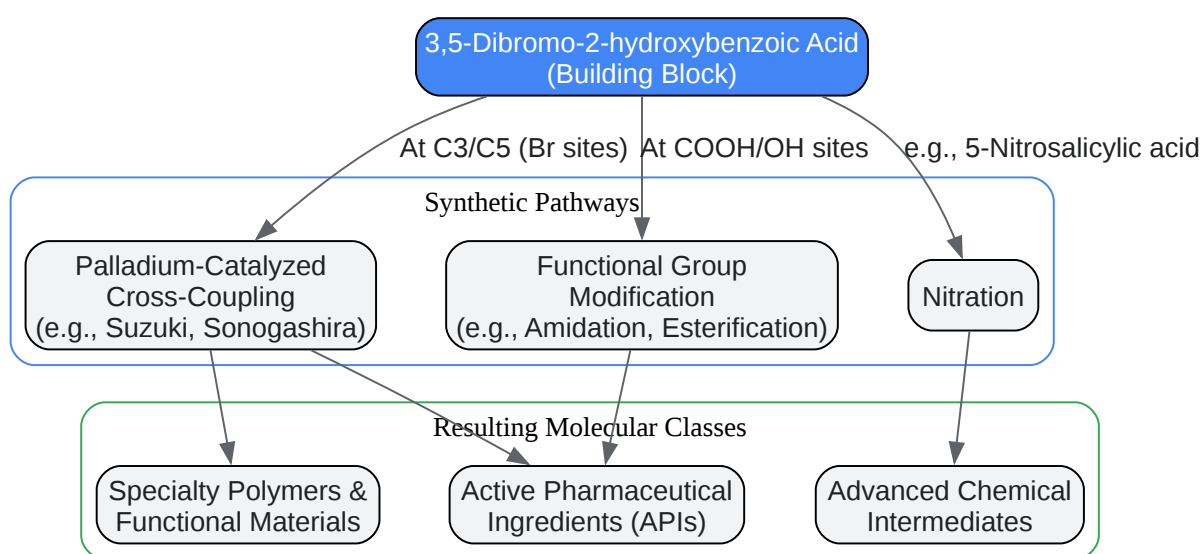 3,5-Dibromo-2-hydroxybenzoic Acid
(Building Block)
At C3/C5 (Br sites)
At COOH/OH sites
e.g., 5-Nitrosalicylic acid
Synthetic Pathways
Palladium-Catalyzed
Cross-Coupling
(e.g., Suzuki, Sonogashira)
Functional Group
Modification
(e.g., Amidation, Esterification)
Nitration
Resulting Molecular Classes
Specialty Polymers &
Functional Materials
Active Pharmaceutical
Ingredients (APIs)
Advanced Chemical
Intermediates